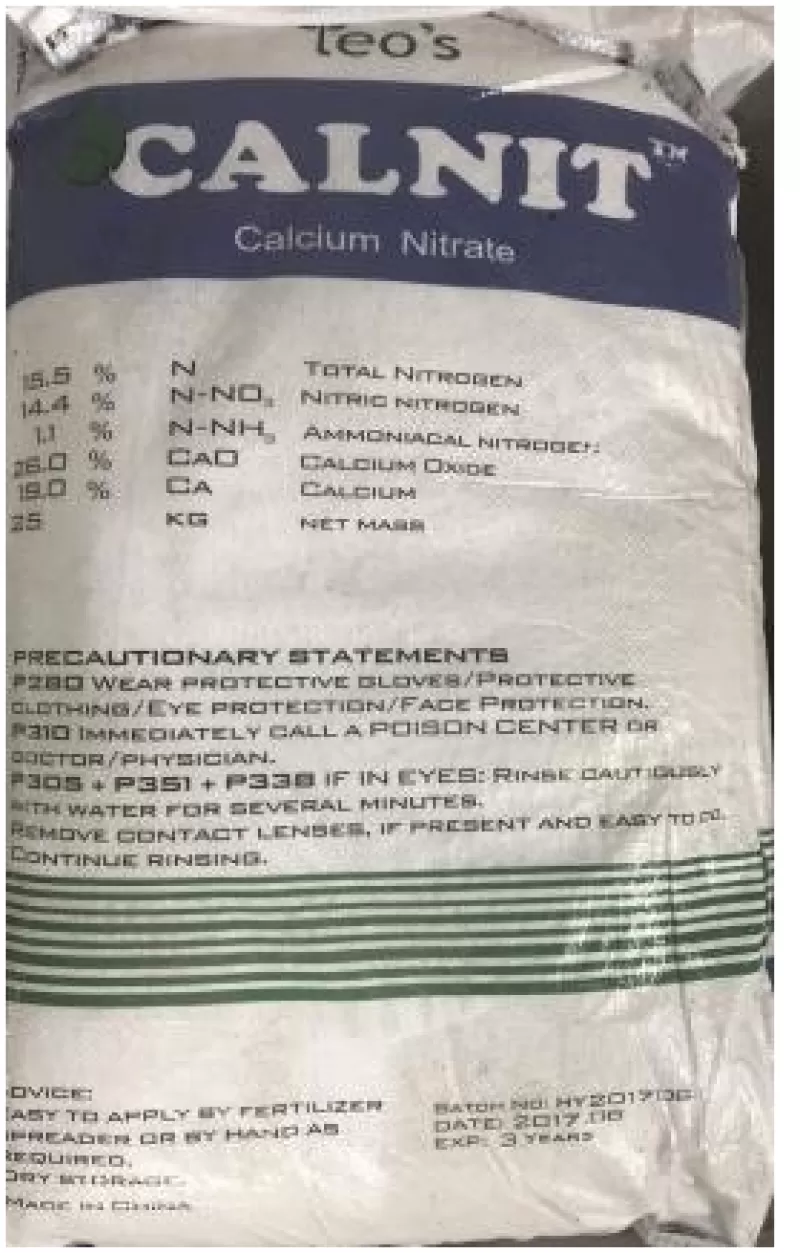 Teo's
CALNIT™
Calcium Nitrate
15.5 % N TOTAL NITROGEN
14.4 % N-NO3 NITRIC NITROGEN
1.1 % N-NH3 AMMONIACAL NITROGEN
26.0 % CAO CALCIUM OXIDE
19.0 % CA CALCIUM
25 KG NET MASS
PRECAUTIONARY STATEMENTS
P280 WEAR PROTECTIVE GLOVES/PROTECTIVE
CLOTHING/EYE PROTECTION/FACE PROTECTION.
P310 IMMEDIATELY CALL A POISON CENTER OR
DOCTOR/PHYSICIAN.
P305 + P351 + P338 IF IN EYES: RINSE CAUTIOUSLY
WITH WATER FOR SEVERAL MINUTES.
REMOVE CONTACT LENSES, IF PRESENT AND EASY TO DO.
CONTINUE RINSING.
DVICE:
EASY TO APPLY BY FERTILIZER
SPREADER OR BY HAND AS
REQUIRED.
DRY STORAGE.
MADE IN CHINA
BATCH NO: HY201706
DATE: 2017.06
EXP: 3 YEARS